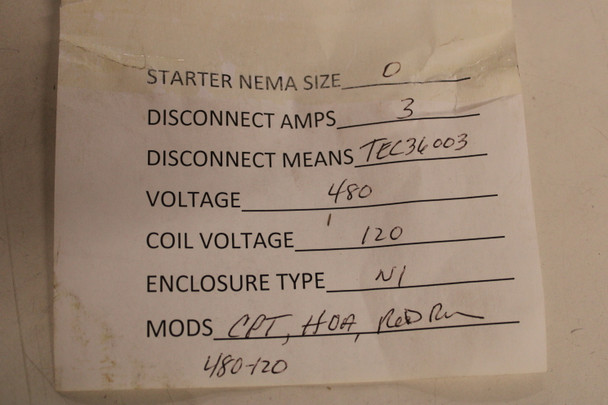 STARTER NEMA SIZE 0
DISCONNECT AMPS 3
DISCONNECT MEANS TEC36003
VOLTAGE 480
COIL VOLTAGE 120
ENCLOSURE TYPE N1
MODS CPT, HOA, RED Run
480-120